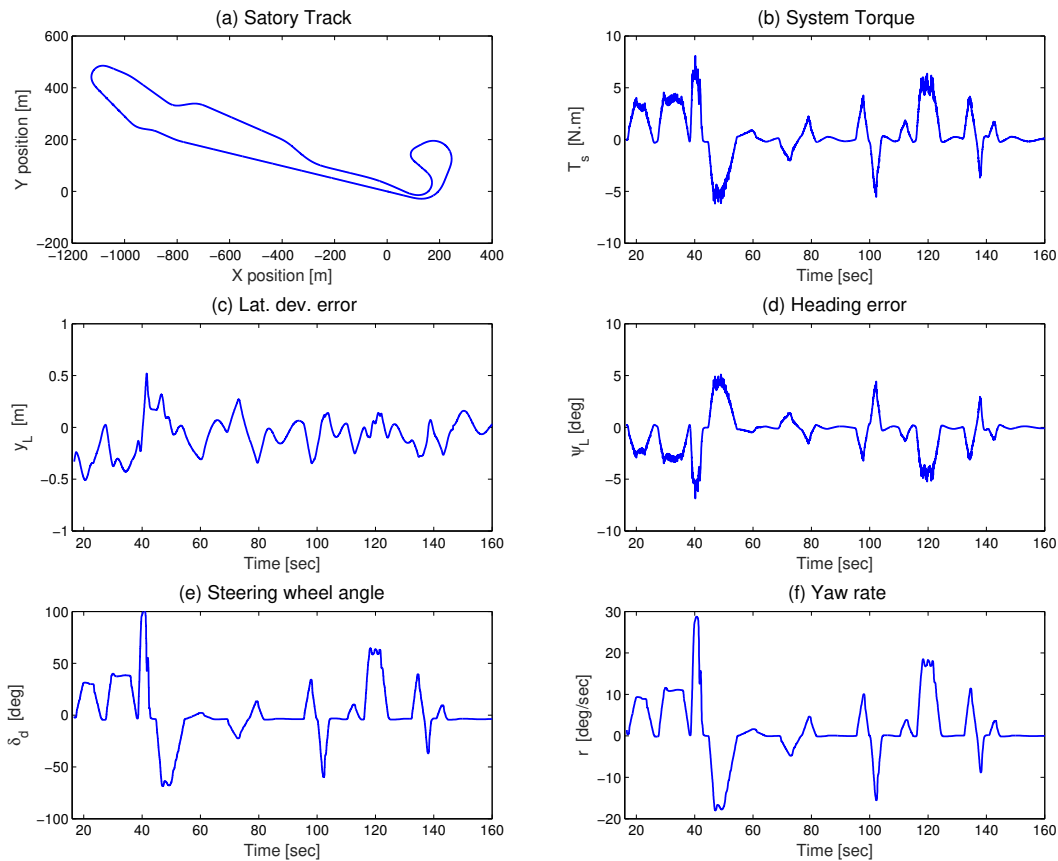 (a) Satory Track
600
400
200
0
−200
−1200 −1000 −800 −600 −400 −200 0 200 400
X position [m]
Y position [m]
(b) System Torque
10
5
0
−5
−10
20 40 60 80 100 120 140 160
Time [sec]
T_s [N.m]
(c) Lat. dev. error
1
0.5
0
−0.5
−1
20 40 60 80 100 120 140 160
Time [sec]
y_L [m]
(d) Heading error
10
5
0
−5
−10
20 40 60 80 100 120 140 160
Time [sec]
ψ_L [deg]
(e) Steering wheel angle
100
50
0
−50
−100
20 40 60 80 100 120 140 160
Time [sec]
δ_d [deg]
(f) Yaw rate
30
20
10
0
−10
−20
20 40 60 80 100 120 140 160
Time [sec]
r [deg/sec]